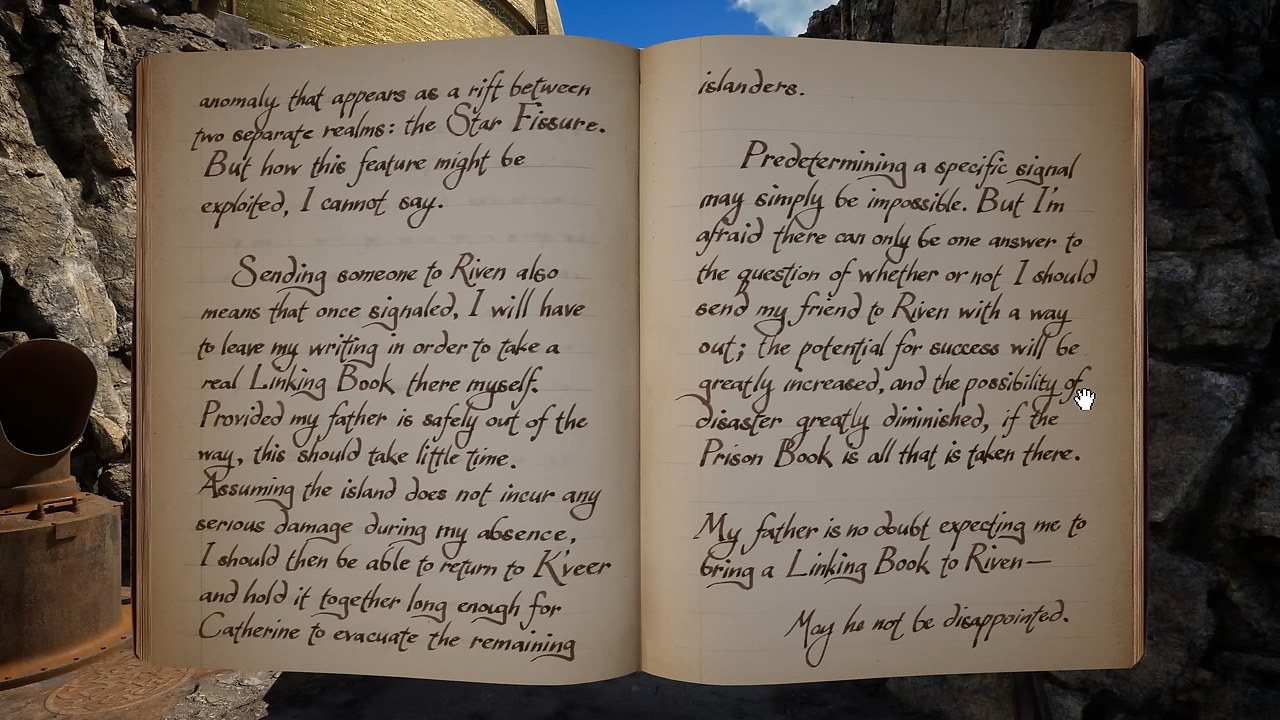 anomaly that appears as a rift between
two separate realms: the Star Fissure.
But how this feature might be
exploited, I cannot say.
Sending someone to Riven also
means that once signaled, I will have
to leave my writing in order to take a
real Linking Book there myself.
Provided my father is safely out of the
way, this should take little time.
Assuming the island does not incur any
serious damage during my absence,
I should then be able to return to K'veer
and hold it together long enough for
Catherine to evacuate the remaining
islanders.
Predetermining a specific signal
may simply be impossible. But I'm
afraid there can only be one answer to
the question of whether or not I should
send my friend to Riven with a way
out; the potential for success will be
greatly increased, and the possibility of
disaster greatly diminished, if the
Prison Book is all that is taken there.
My father is no doubt expecting me to
bring a Linking Book to Riven—
May he not be disappointed.